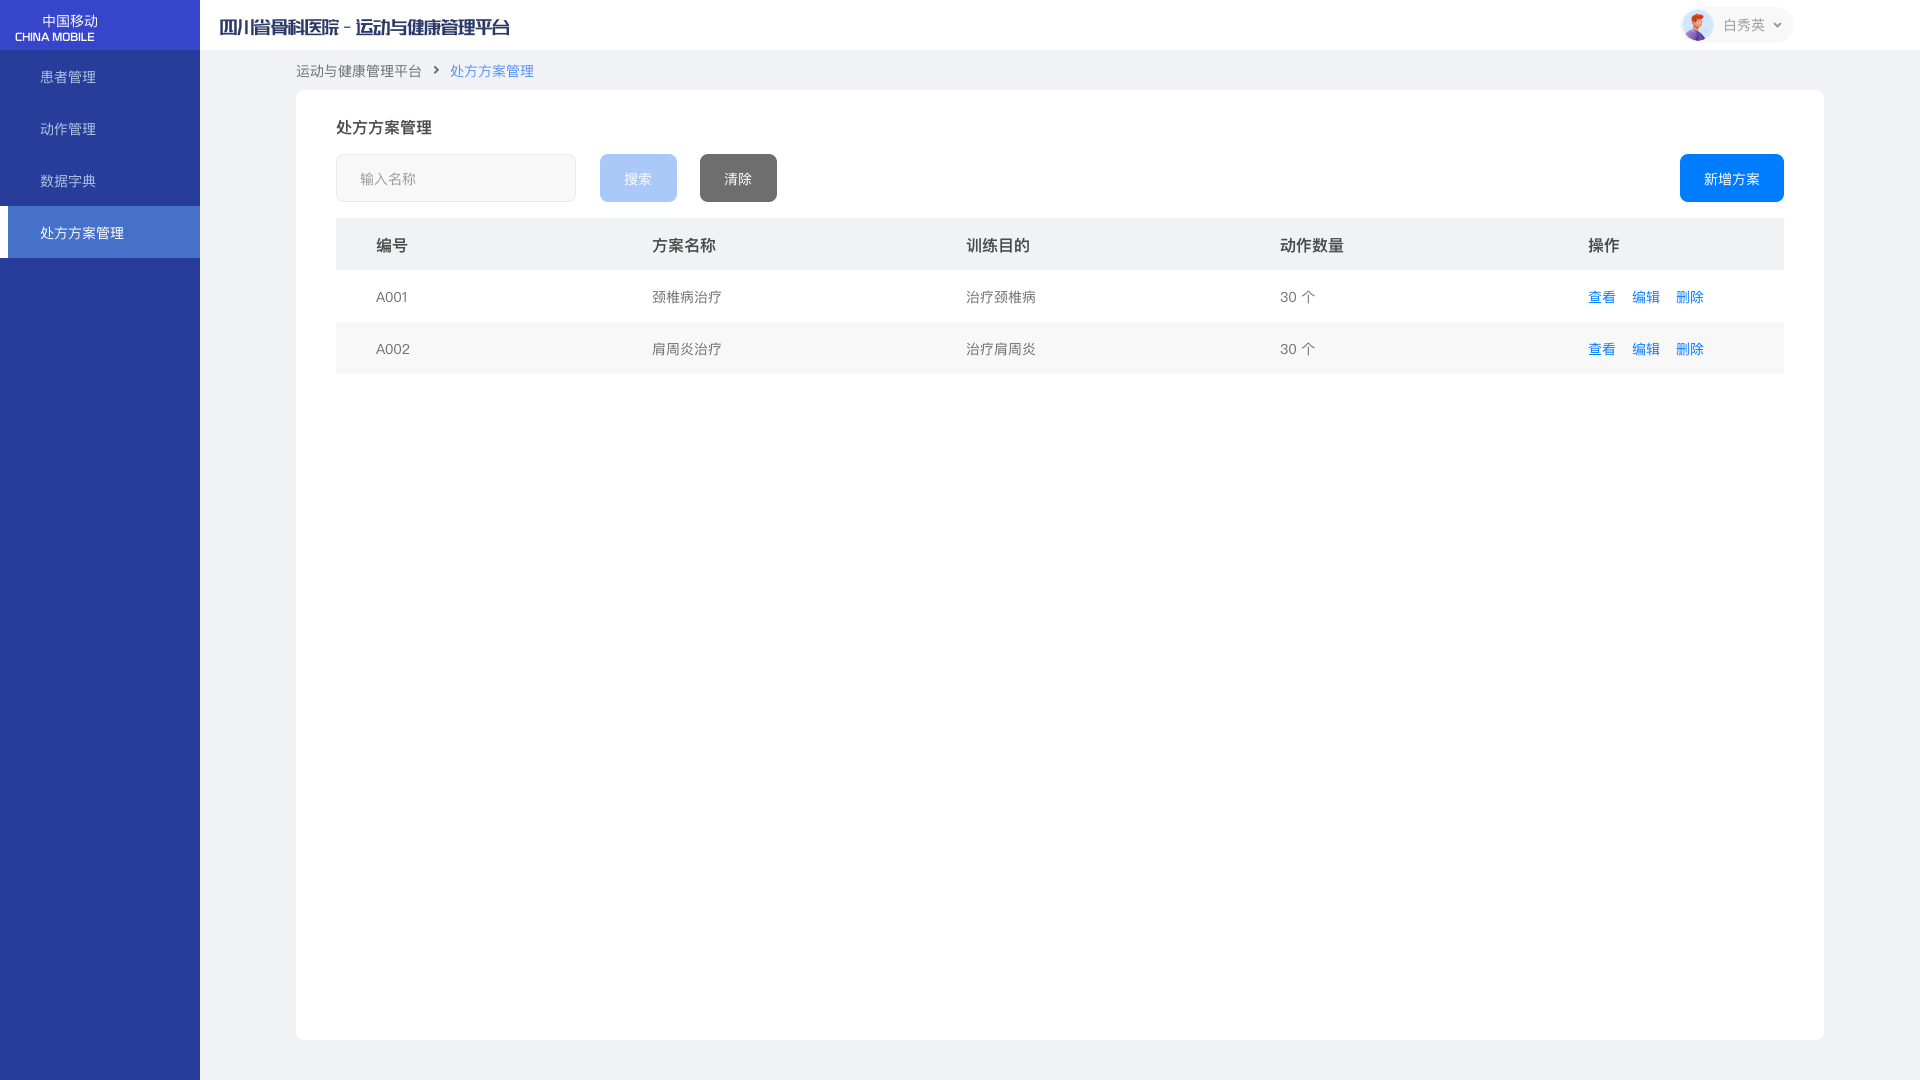 中国移动
CHINA MOBILE
四川省骨科医院 - 运动与健康管理平台
白秀英
患者管理
动作管理
数据字典
处方方案管理
运动与健康管理平台 > 处方方案管理
处方方案管理
输入名称 搜索 清除 新增方案
编号 方案名称 训练目的 动作数量 操作
A001 颈椎病治疗 治疗颈椎病 30 个 查看 编辑 删除
A002 肩周炎治疗 治疗肩周炎 30 个 查看 编辑 删除